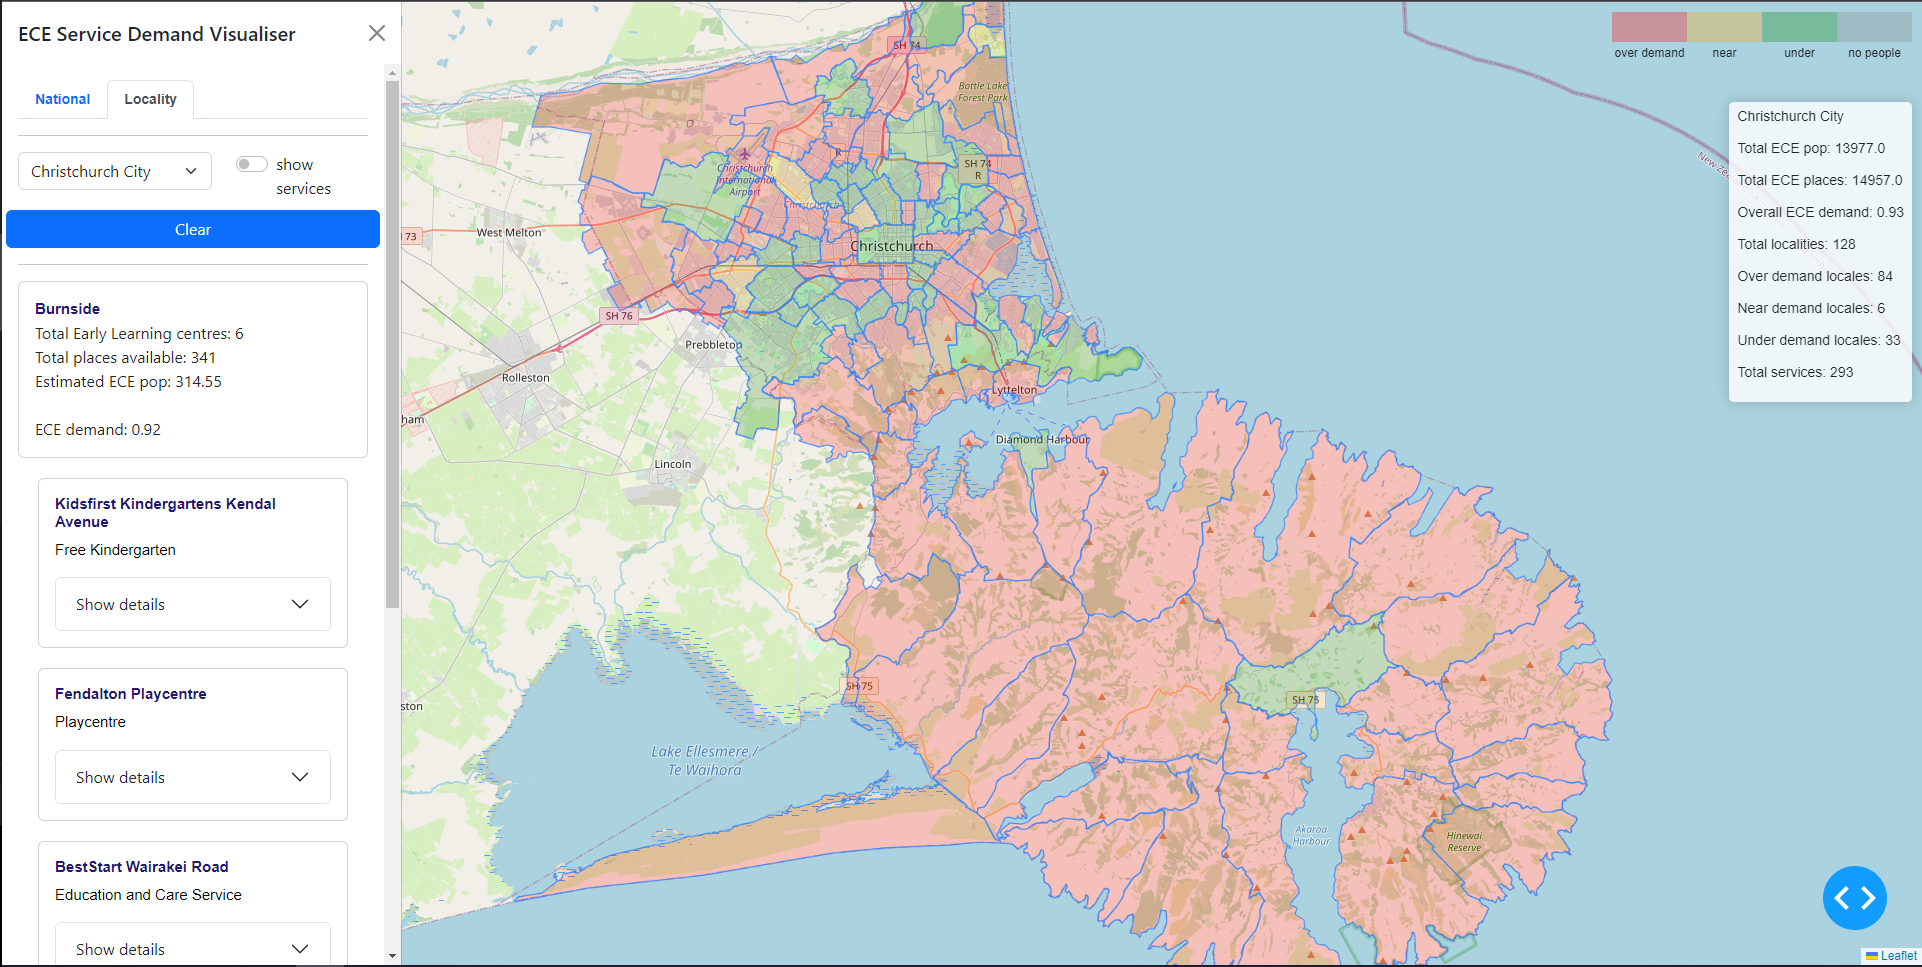 ECE Service Demand Visualiser
National
Locality
Christchurch City
show
services
Clear
Burnside
Total Early Learning centres: 6
Total places available: 341
Estimated ECE pop: 314.55
ECE demand: 0.92
Kidsfirst Kindergartens Kendal
Avenue
Free Kindergarten
Show details
Fendalton Playcentre
Playcentre
Show details
BestStart Wairakei Road
Education and Care Service
Show details
SH 74
Bottle Lake
Forest Park
SH 74
R
Christchurch
International
Airport
Christchurch
Christchurch
West Melton
73
SH 76
Prebbleton
Rolleston
ham
Lyttelton
Diamond Harbour
Lincoln
SH 75
ston
SH 75
Lake Ellesmere /
Te Waihora
Akaroa
Harbour
Hinewai
Reserve
over demand
near
under
no people
New Zea
Christchurch City
Total ECE pop: 13977.0
Total ECE places: 14957.0
Overall ECE demand: 0.93
Total localities: 128
Over demand locales: 84
Near demand locales: 6
Under demand locales: 33
Total services: 293
Leaflet